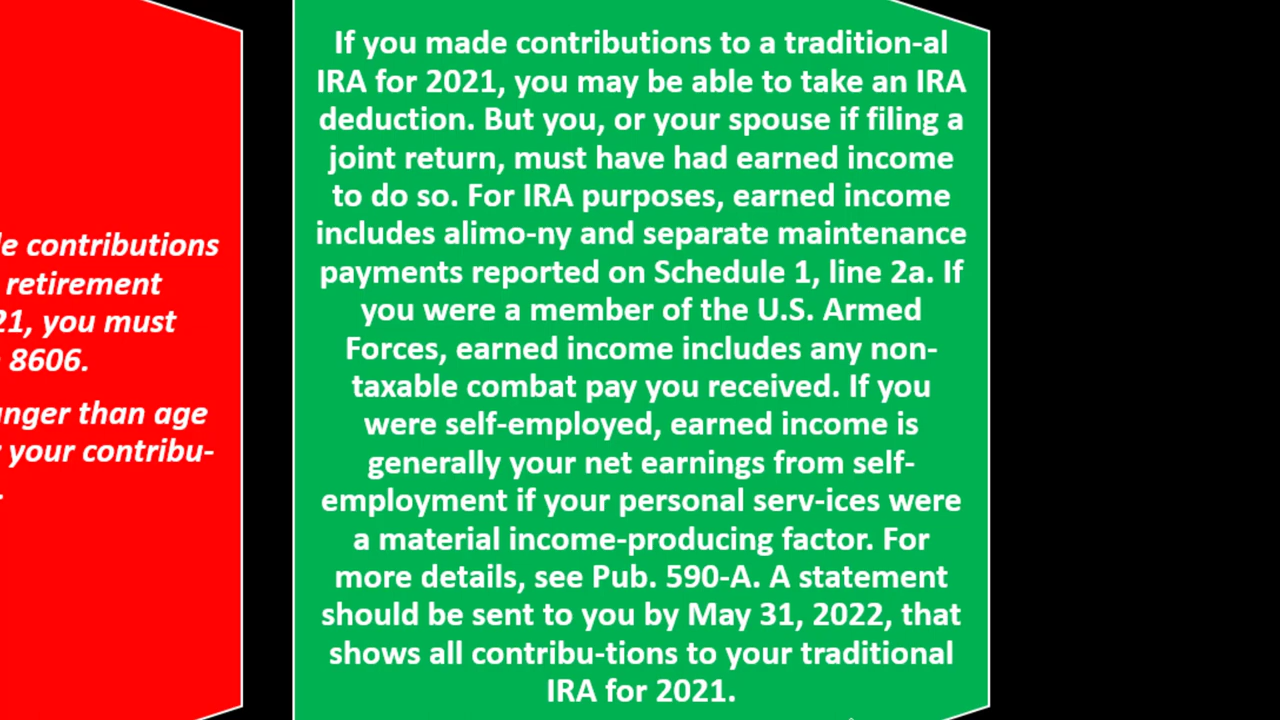 contributions
retirement
21, you must
8606.
than age
your contribu-
If you made contributions to a tradition-al
IRA for 2021, you may be able to take an IRA
deduction. But you, or your spouse if filing a
joint return, must have had earned income
to do so. For IRA purposes, earned income
includes alimo-ny and separate maintenance
payments reported on Schedule 1, line 2a. If
you were a member of the U.S. Armed
Forces, earned income includes any non-
taxable combat pay you received. If you
were self-employed, earned income is
generally your net earnings from self-
employment if your personal serv-ices were
a material income-producing factor. For
more details, see Pub. 590-A. A statement
should be sent to you by May 31, 2022, that
shows all contribu-tions to your traditional
IRA for 2021.